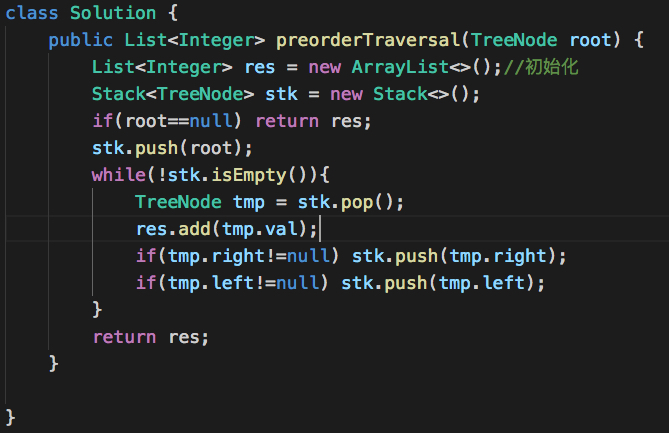 class Solution {
    public List<Integer> preorderTraversal(TreeNode root) {
        List<Integer> res = new ArrayList<>();//初始化
        Stack<TreeNode> stk = new Stack<>();
        if(root==null) return res;
        stk.push(root);
        while(!stk.isEmpty()){
            TreeNode tmp = stk.pop();
            res.add(tmp.val);
            if(tmp.right!=null) stk.push(tmp.right);
            if(tmp.left!=null) stk.push(tmp.left);
        }
        return res;
    }
}